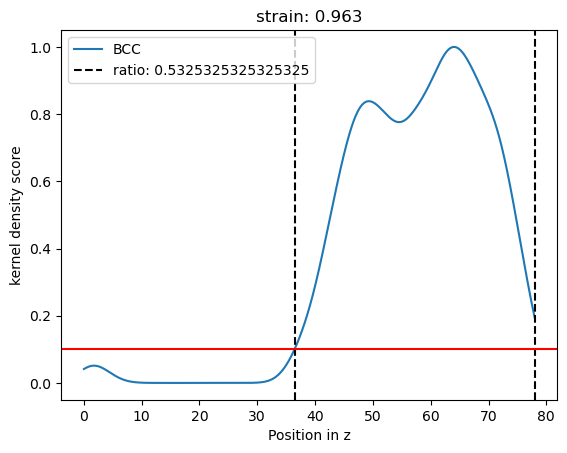 strain: 0.963
BCC
ratio: 0.5325325325325325
kernel density score
1.0
0.8
0.6
0.4
0.2
0.0
0 10 20 30 40 50 60 70 80
Position in z